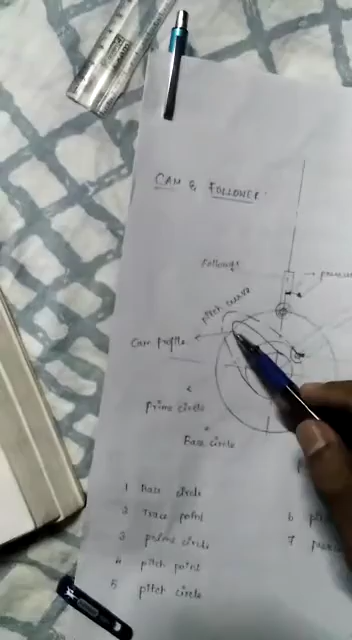 CAM & FOLLOWER:
Follower
pitch curve
Cam profile
prime circle
Base circle
1 Base circle
2 Trace point
3 prime circle
4 pitch point
5 pitch circle
6
7